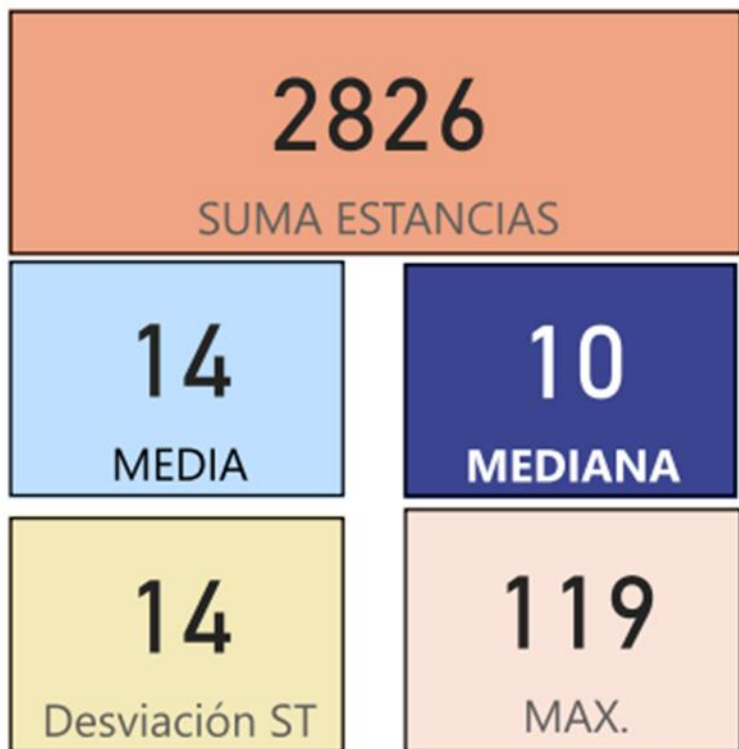 2826
SUMA ESTANCIAS
14
MEDIA
10
MEDIANA
14
Desviación ST
119
MAX.